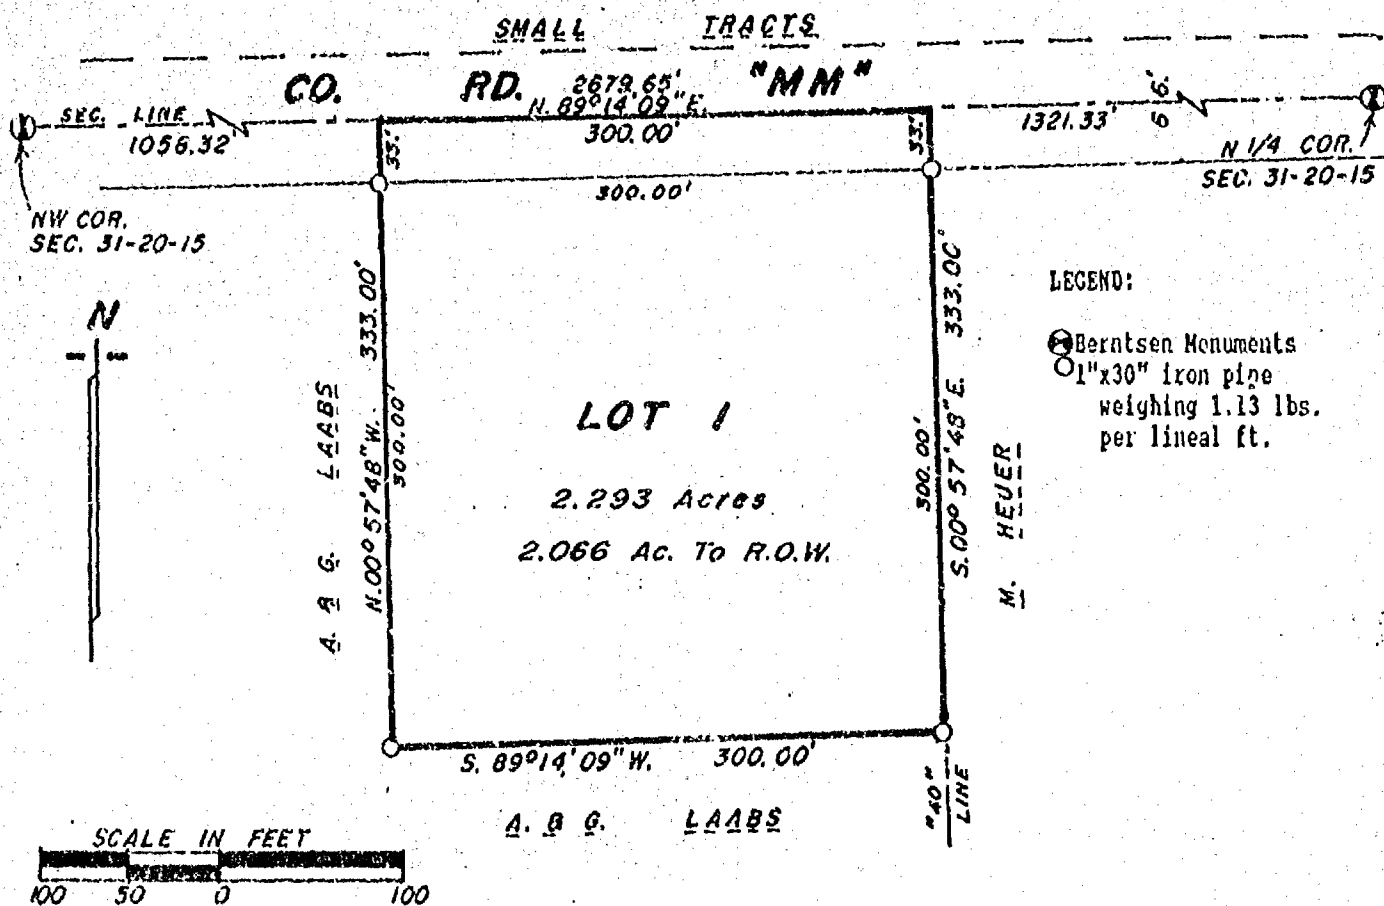 SMALL TRACTS
CO. RD. "MM"
2679.65'
N. 89°14'09"E.
300.00'
SEC. LINE
1056.32'
33.'
33.'
1321.33'
66'
66'
N 1/4 COR.
SEC. 31-20-15
300.00'
NW COR.
SEC. 31-20-15
N
A. & G. LAABS
N.00°57'48"W. 333.00'
300.00'
LOT 1
2.293 Acres
2.066 Ac. To R.O.W.
300.00'
S.00°57'48"E. 333.00'
M. HEUER
LEGEND:
Berntsen Monuments
1"x30" iron pipe
weighing 1.13 lbs.
per lineal ft.
S. 89°14'09"W. 300.00'
A. & G. LAABS
"40"
LINE
SCALE IN FEET
100 50 0 100